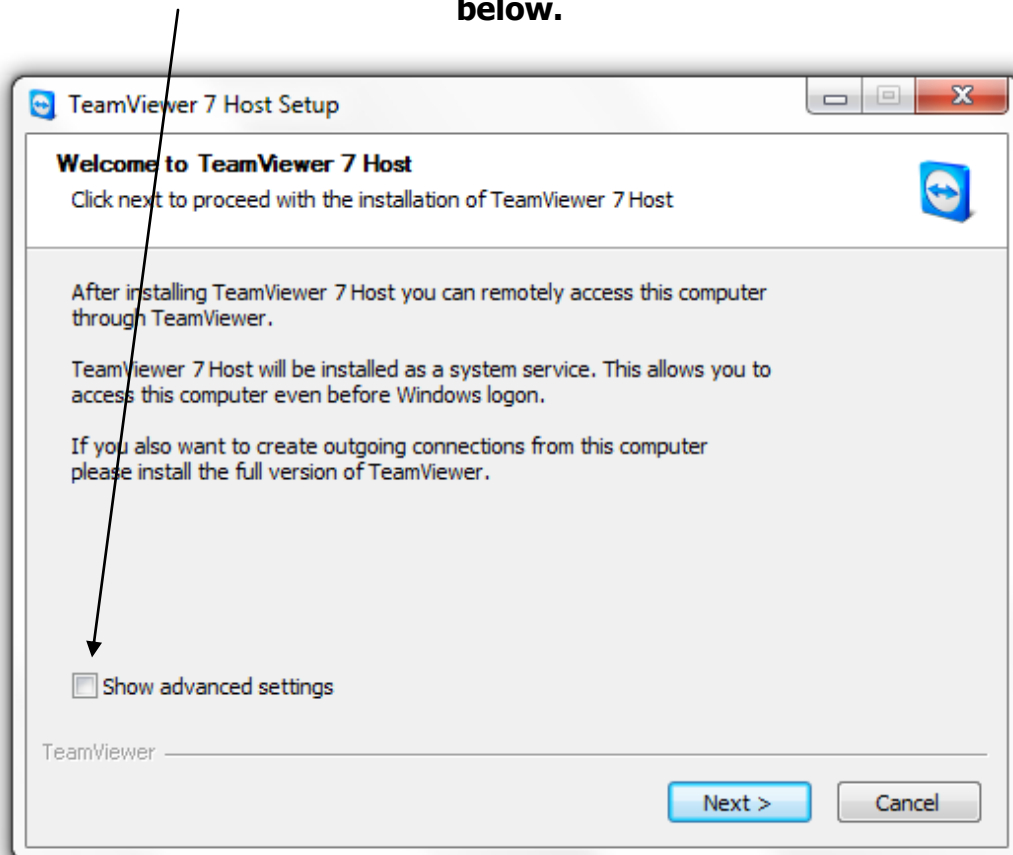 below.
TeamViewer 7 Host Setup
Welcome to TeamViewer 7 Host
Click next to proceed with the installation of TeamViewer 7 Host
After installing TeamViewer 7 Host you can remotely access this computer
through TeamViewer.
TeamViewer 7 Host will be installed as a system service. This allows you to
access this computer even before Windows logon.
If you also want to create outgoing connections from this computer
please install the full version of TeamViewer.
Show advanced settings
TeamViewer
Next > Cancel